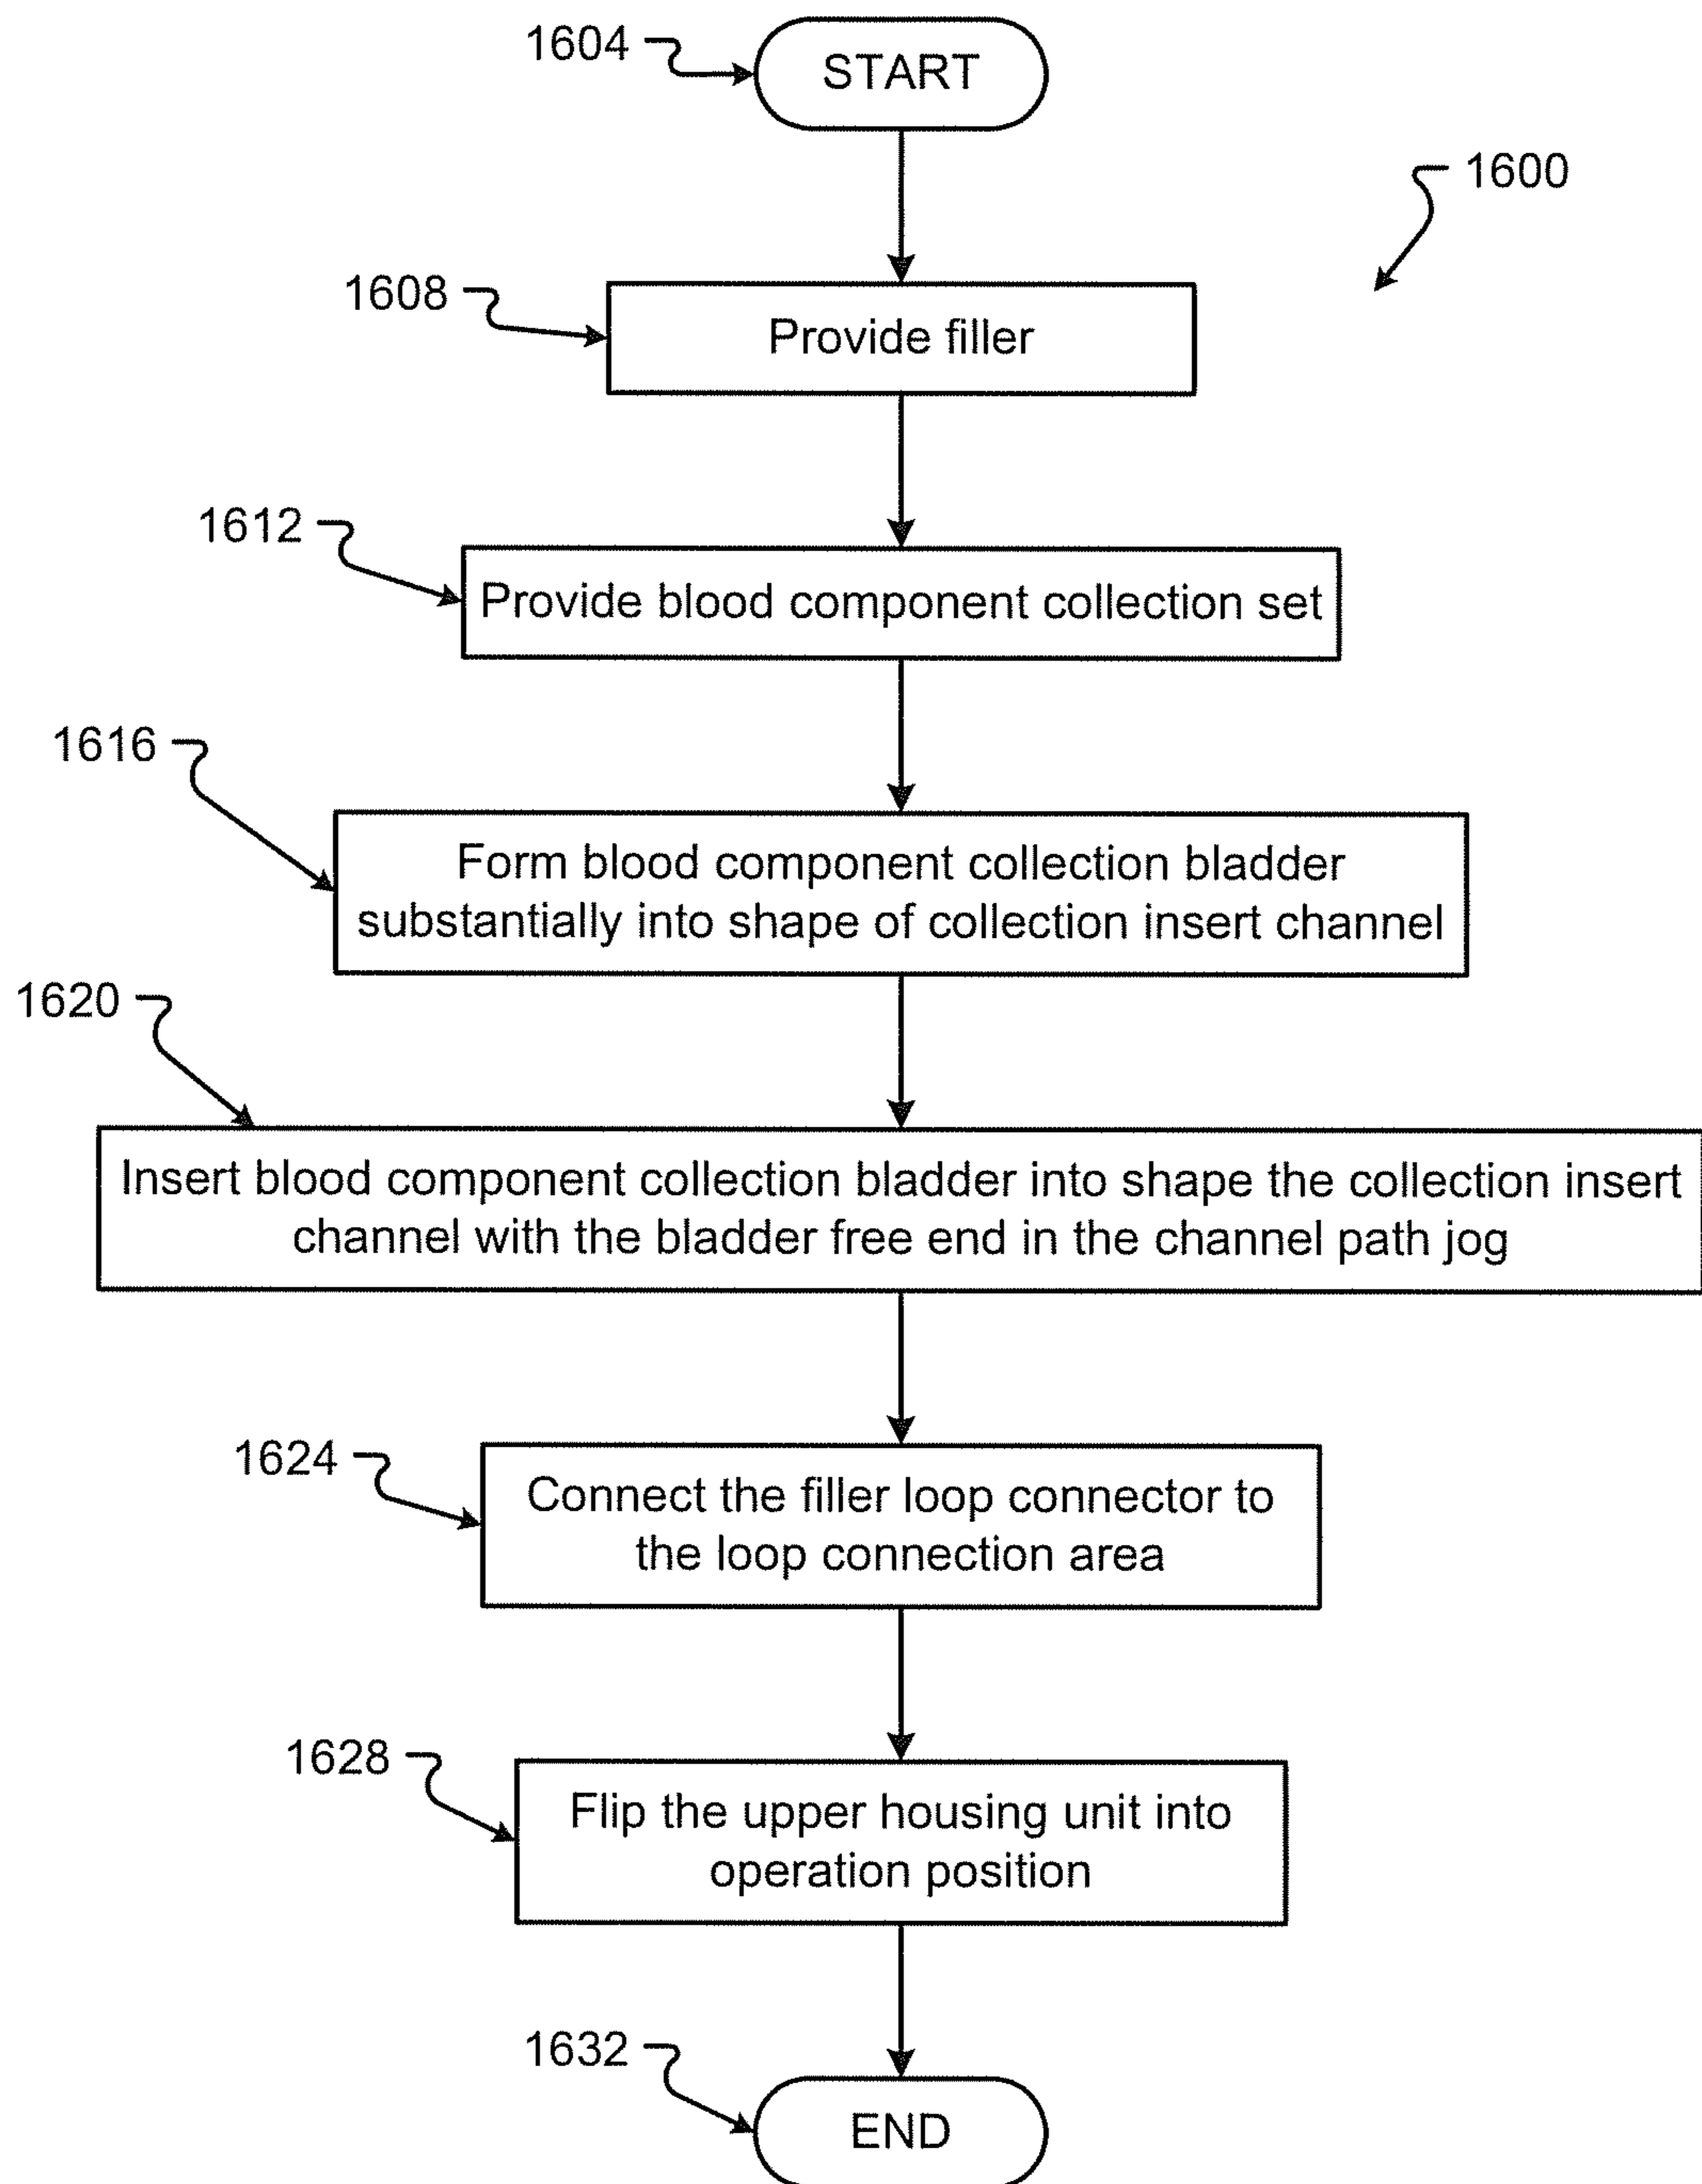 1604
START
1600
1608
Provide filler
1612
Provide blood component collection set
1616
Form blood component collection bladder
substantially into shape of collection insert channel
1620
Insert blood component collection bladder into shape the collection insert
channel with the bladder free end in the channel path jog
1624
Connect the filler loop connector to
the loop connection area
1628
Flip the upper housing unit into
operation position
1632
END